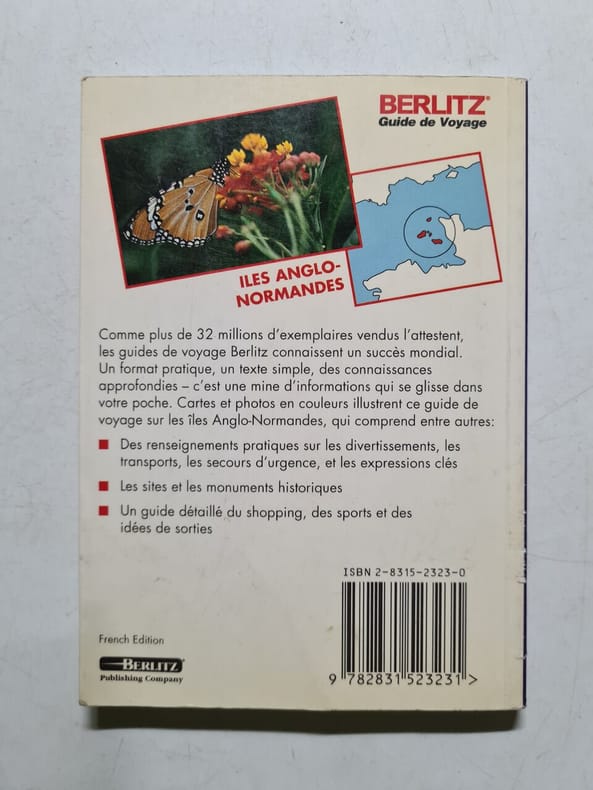 BERLITZ®
Guide de Voyage
ILES ANGLO-
NORMANDES
Comme plus de 32 millions d'exemplaires vendus l'attestent,
les guides de voyage Berlitz connaissent un succès mondial.
Un format pratique, un texte simple, des connaissances
approfondies – c'est une mine d'informations qui se glisse dans
votre poche. Cartes et photos en couleurs illustrent ce guide de
voyage sur les îles Anglo-Normandes, qui comprend entre autres:
Des renseignements pratiques sur les divertissements, les
transports, les secours d'urgence, et les expressions clés
Les sites et les monuments historiques
Un guide détaillé du shopping, des sports et des
idées de sorties
ISBN 2-8315-2323-0
9 782831 523231 >
French Edition
BERLITZ
Publishing Company